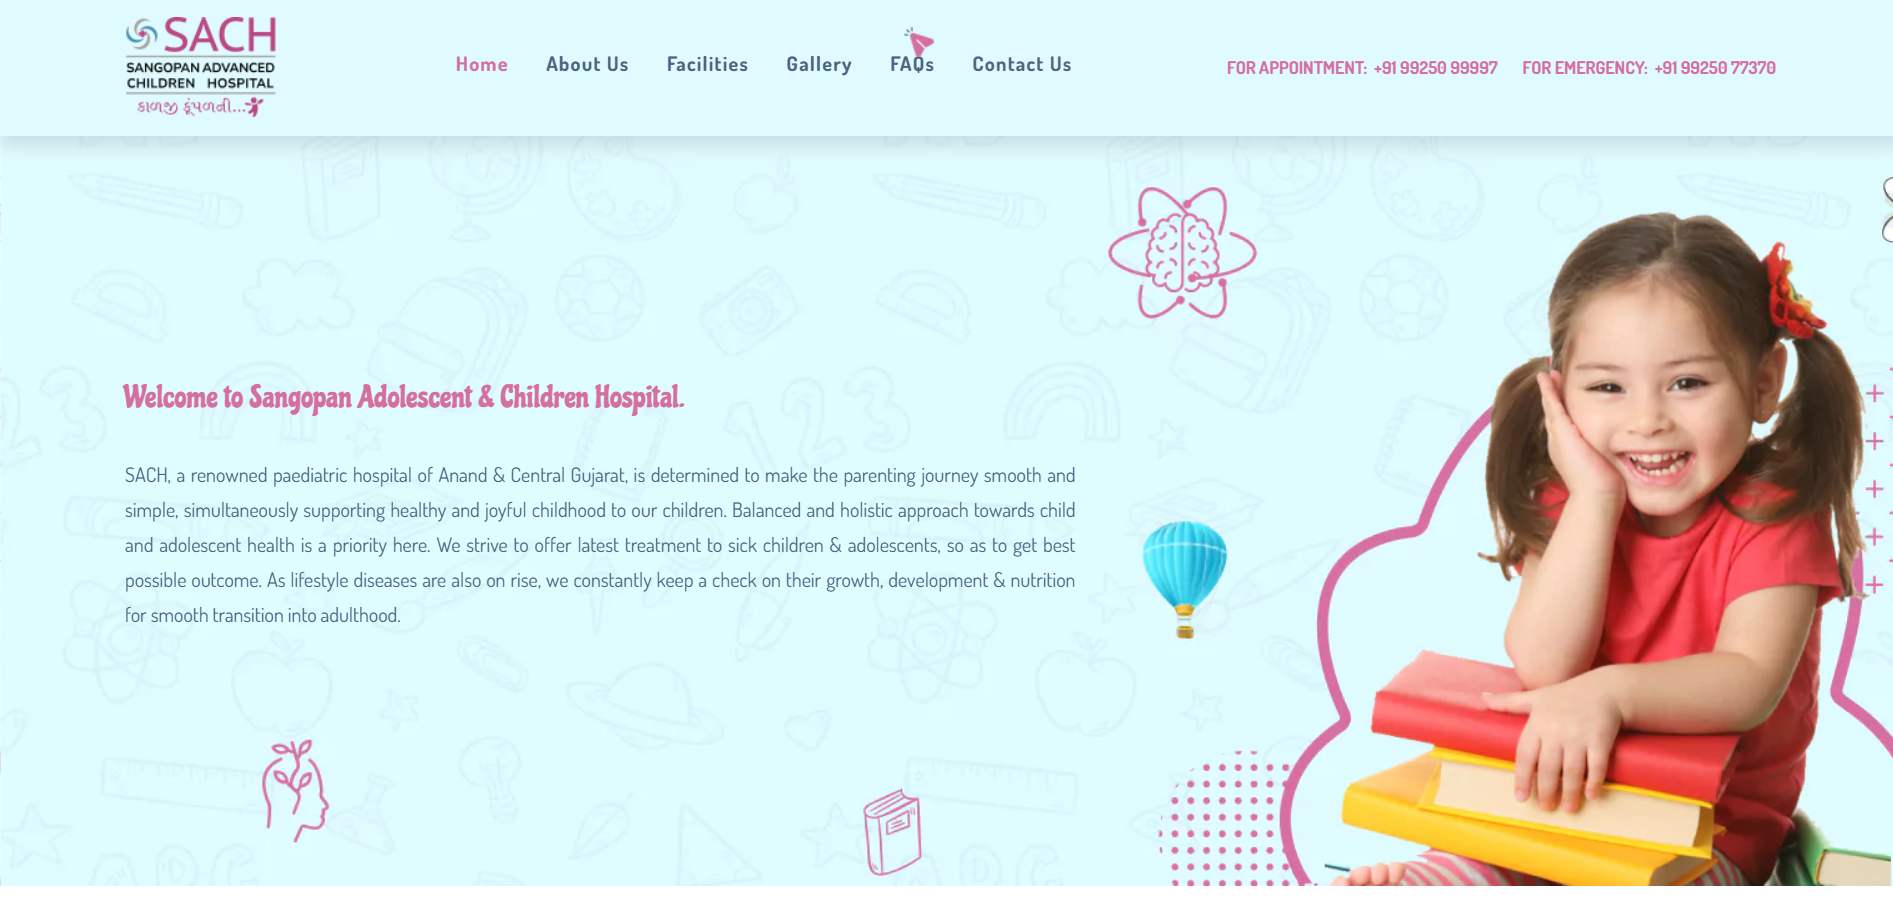 SACH
SANGOPAN ADVANCED
CHILDREN HOSPITAL
કાળજી કૂંપળની...
Home About Us Facilities Gallery FAQs Contact Us
FOR APPOINTMENT: +91 99250 99997 FOR EMERGENCY: +91 99250 77370
Welcome to Sangopan Adolescent & Children Hospital.
SACH, a renowned paediatric hospital of Anand & Central Gujarat, is determined to make the parenting journey smooth and
simple, simultaneously supporting healthy and joyful childhood to our children. Balanced and holistic approach towards child
and adolescent health is a priority here. We strive to offer latest treatment to sick children & adolescents, so as to get best
possible outcome. As lifestyle diseases are also on rise, we constantly keep a check on their growth, development & nutrition
for smooth transition into adulthood.